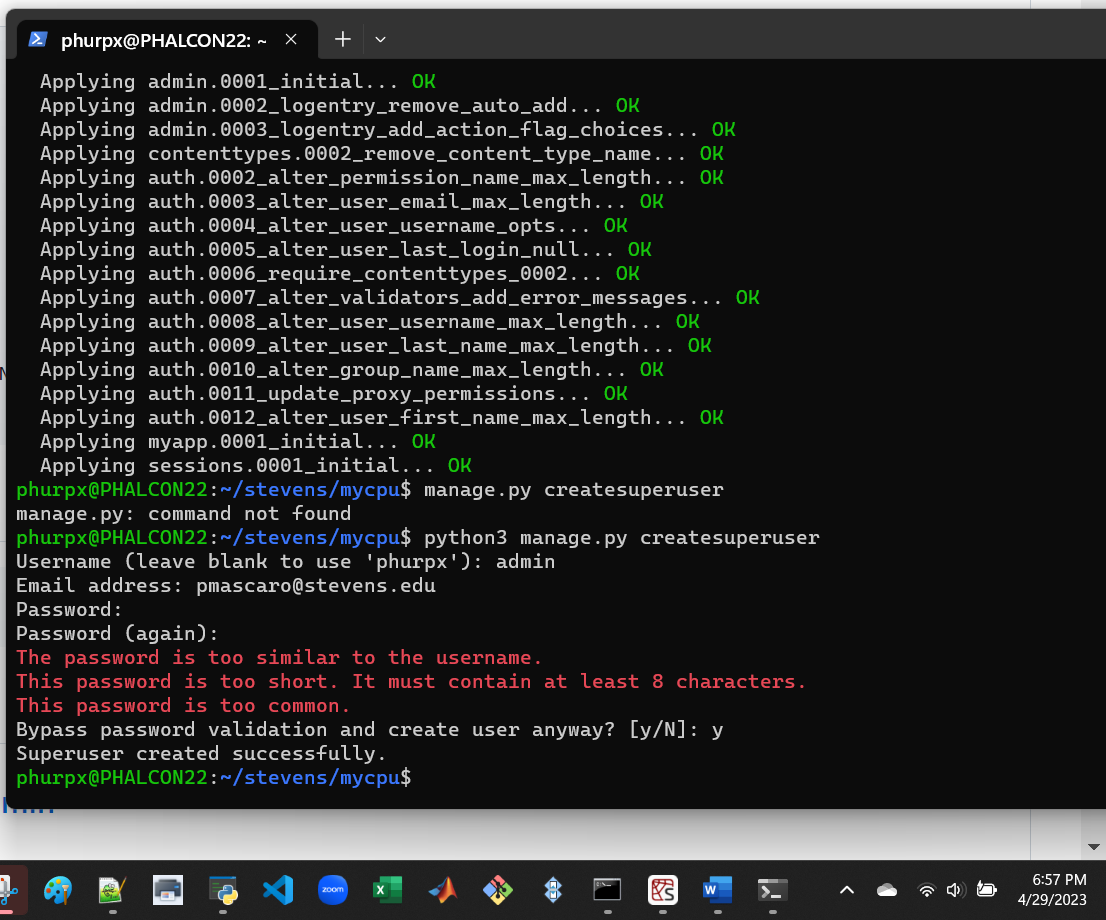 phurpx@PHALCON22: ~
Applying admin.0001_initial... OK
Applying admin.0002_logentry_remove_auto_add... OK
Applying admin.0003_logentry_add_action_flag_choices... OK
Applying contenttypes.0002_remove_content_type_name... OK
Applying auth.0002_alter_permission_name_max_length... OK
Applying auth.0003_alter_user_email_max_length... OK
Applying auth.0004_alter_user_username_opts... OK
Applying auth.0005_alter_user_last_login_null... OK
Applying auth.0006_require_contenttypes_0002... OK
Applying auth.0007_alter_validators_add_error_messages... OK
Applying auth.0008_alter_user_username_max_length... OK
Applying auth.0009_alter_user_last_name_max_length... OK
Applying auth.0010_alter_group_name_max_length... OK
Applying auth.0011_update_proxy_permissions... OK
Applying auth.0012_alter_user_first_name_max_length... OK
Applying myapp.0001_initial... OK
Applying sessions.0001_initial... OK
phurpx@PHALCON22:~/stevens/mycpu$ manage.py createsuperuser
manage.py: command not found
phurpx@PHALCON22:~/stevens/mycpu$ python3 manage.py createsuperuser
Username (leave blank to use 'phurpx'): admin
Email address: pmascaro@stevens.edu
Password:
Password (again):
The password is too similar to the username.
This password is too short. It must contain at least 8 characters.
This password is too common.
Bypass password validation and create user anyway? [y/N]: y
Superuser created successfully.
phurpx@PHALCON22:~/stevens/mycpu$
zoom
6:57 PM
4/29/2023